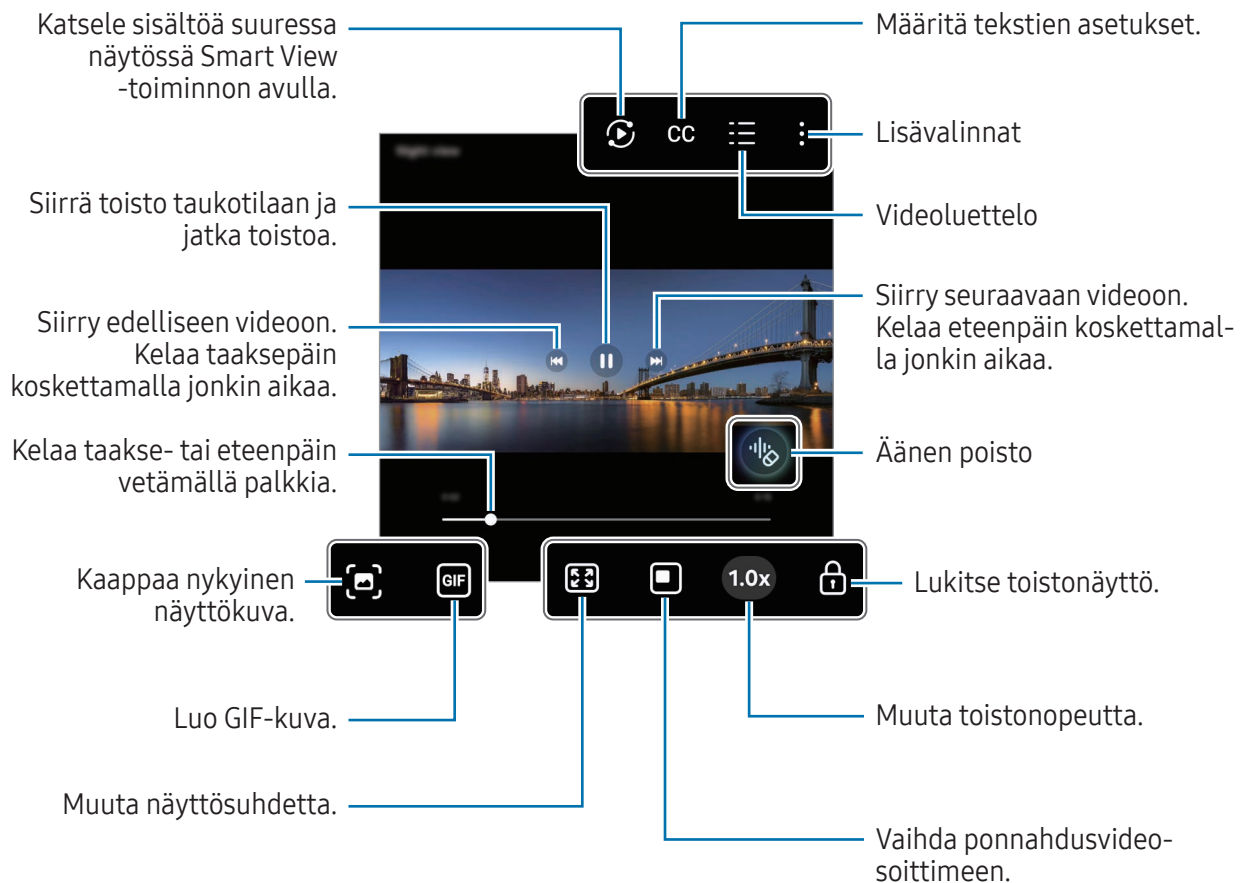 Katsele sisältöä suuressa
näytössä Smart View
-toiminnon avulla.
Määritä tekstien asetukset.
CC
Lisävalinnat
Siirrä toisto taukotilaan ja
jatka toistoa.
Videoluettelo
Siirry edelliseen videoon.
Kelaa taaksepäin
koskettamalla jonkin aikaa.
Siirry seuraavaan videoon.
Kelaa eteenpäin koskettamal-
la jonkin aikaa.
Kelaa taakse- tai eteenpäin
vetämällä palkkia.
Äänen poisto
Kaappaa nykyinen
näyttökuva.
GIF
1.0x
Lukitse toistonäyttö.
Luo GIF-kuva.
Muuta toistonopeutta.
Muuta näyttösuhdetta.
Vaihda ponnahdusvideo-
soittimeen.